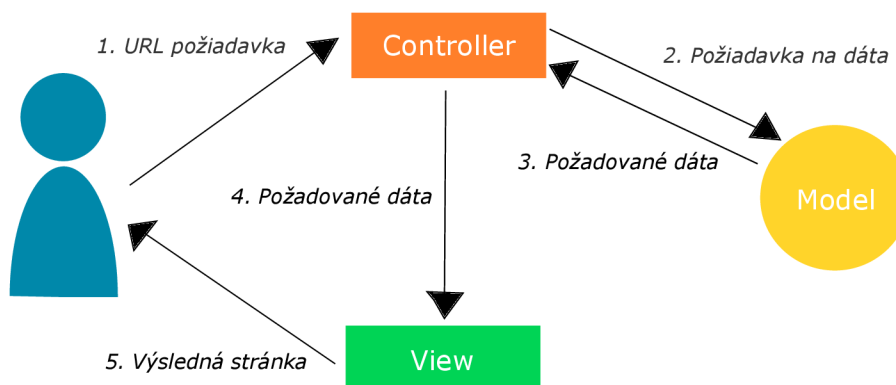 1. URL požiadavka
Controller
2. Požiadavka na dáta
3. Požadované dáta
Model
4. Požadované dáta
5. Výsledná stránka
View